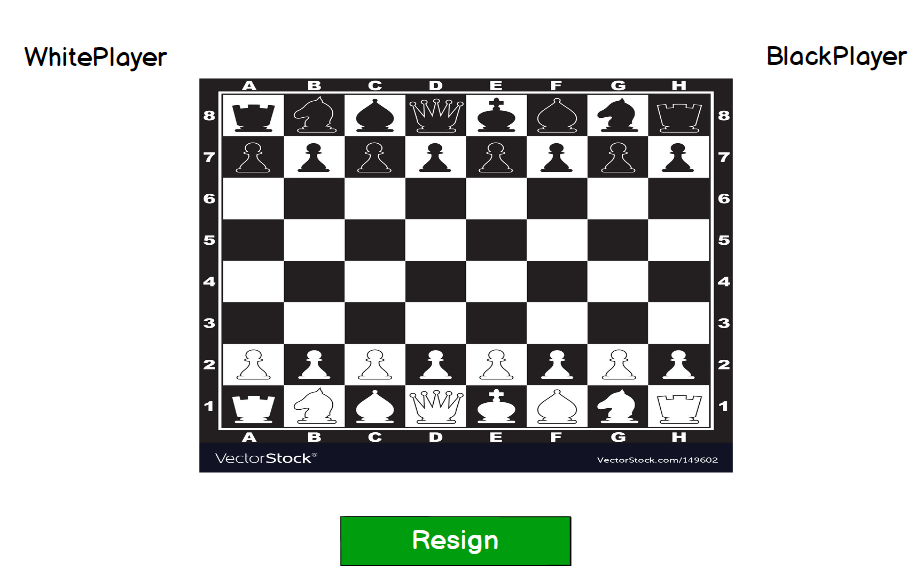 WhitePlayer
BlackPlayer
A B C D E F G H
8 8
7 7
6 6
5 5
4 4
3 3
2 2
1 1
A B C D E F G H
VectorStock®
VectorStock.com/149602
Resign